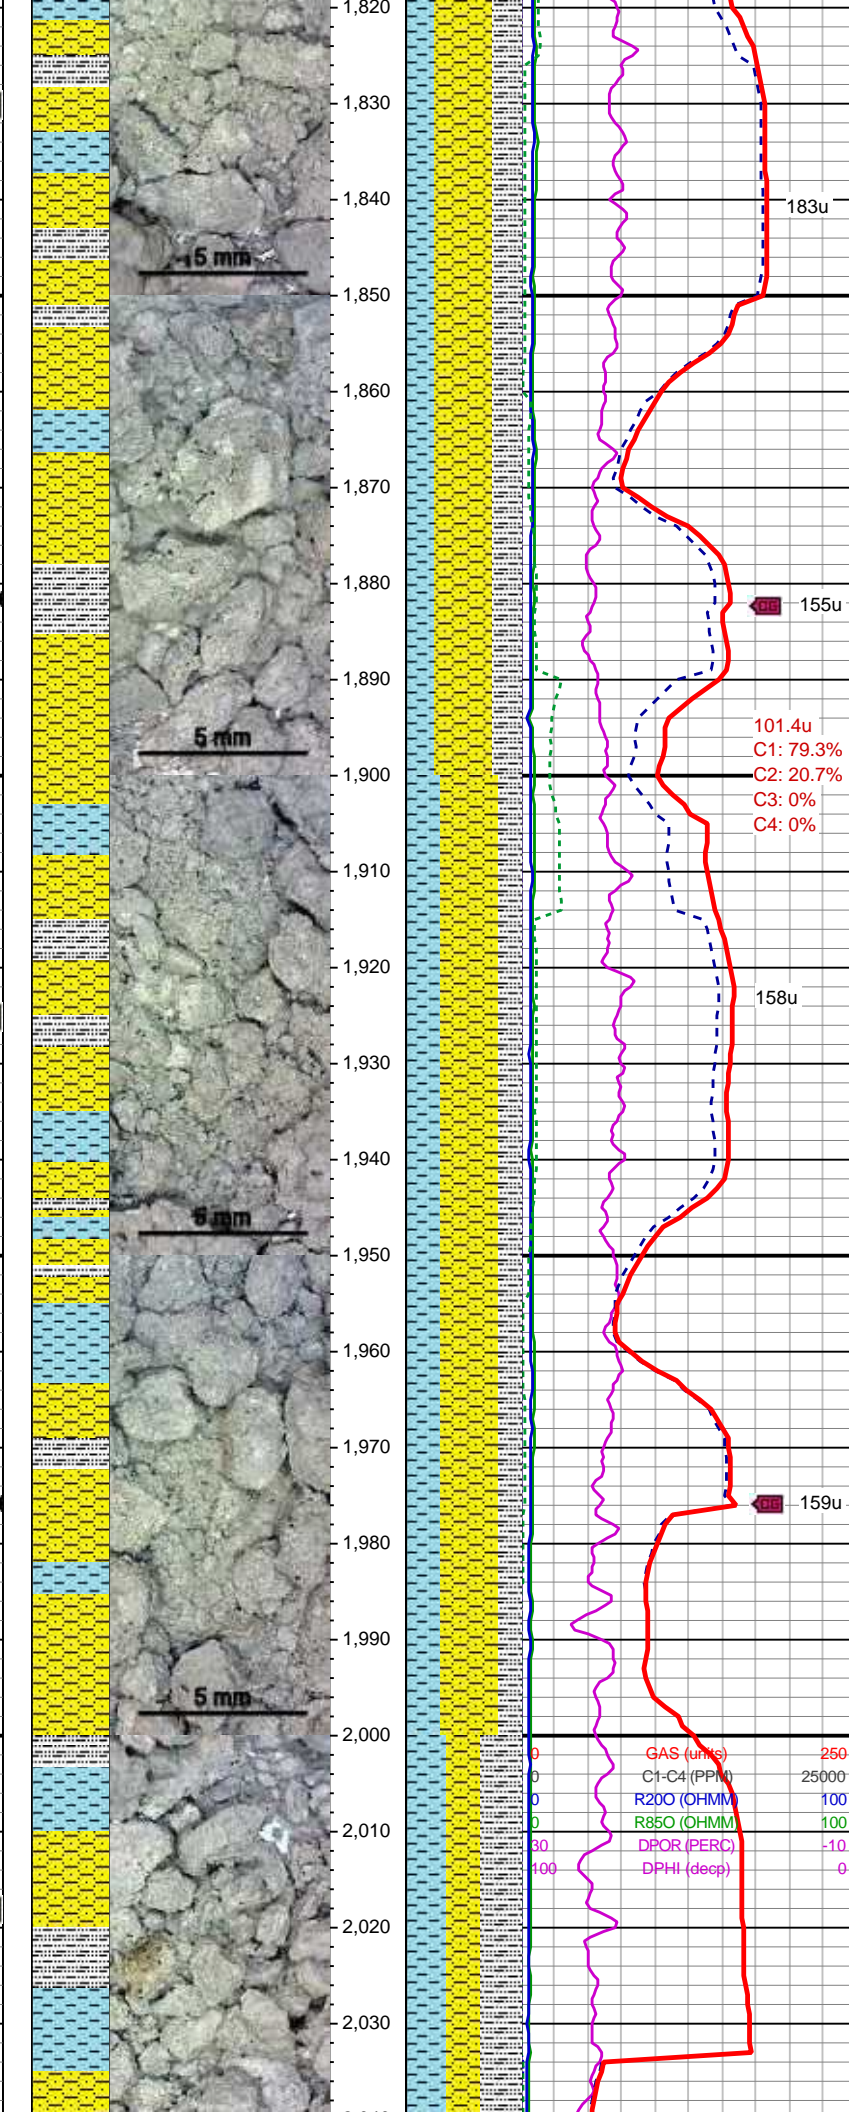 1,820
1,830
1,840
183u
5 mm
1,850
1,860
1,870
1,880
CG 155u
1,890
101.4u
5 mm
C1: 79.3%
1,900
C2: 20.7%
C3: 0%
C4: 0%
1,910
1,920
158u
1,930
1,940
5 mm
1,950
1,960
1,970
CG 159u
1,980
1,990
5 mm
2,000
0 GAS (units) 250
0 C1-C4 (PPM) 25000
0 R20O (OHMM) 100
0 R85O (OHMM) 100
2,010
30 DPOR (PERC) -10
100 DPHI (decp) 0
2,020
2,030